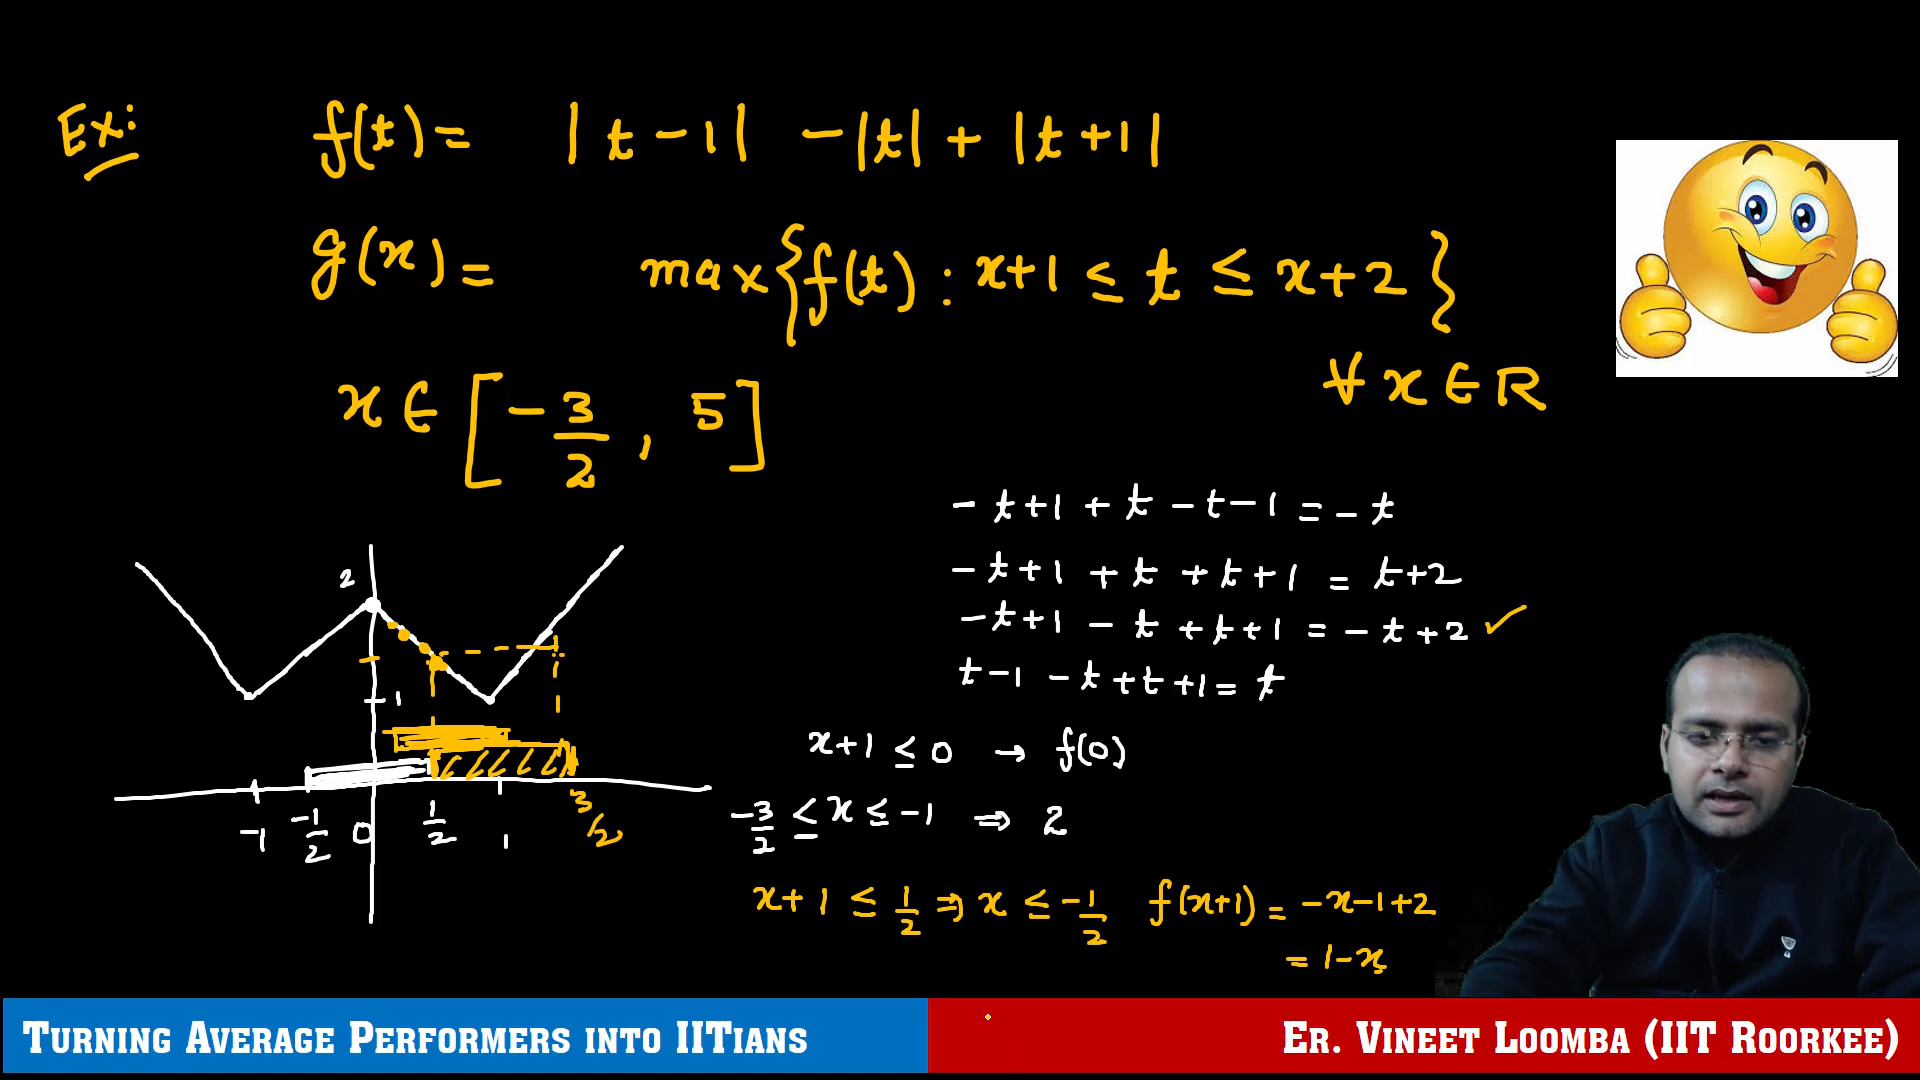 Ex: f(t) = |t-1| -|t| + |t+1|
g(x) = max{f(t) : x+1 ≤ t ≤ x+2}
∀ x ∈ R
x ∈ [-3/2, 5]
-t+1 + t - t-1 = -t
-t+1 + t + t+1 = t+2
-t+1 - t + t+1 = -t+2 ✓
t-1 - t + t+1 = t
2
1
-1 -1/2 0 1/2 1 3/2
x+1 ≤ 0 → f(0)
-3/2 ≤ x ≤ -1 ⇒ 2
x+1 ≤ 1/2 ⇒ x ≤ -1/2 f(x+1) = -x-1+2
= 1-x
TURNING AVERAGE PERFORMERS INTO IITIANS
ER. VINEET LOOMBA (IIT ROORKEE)